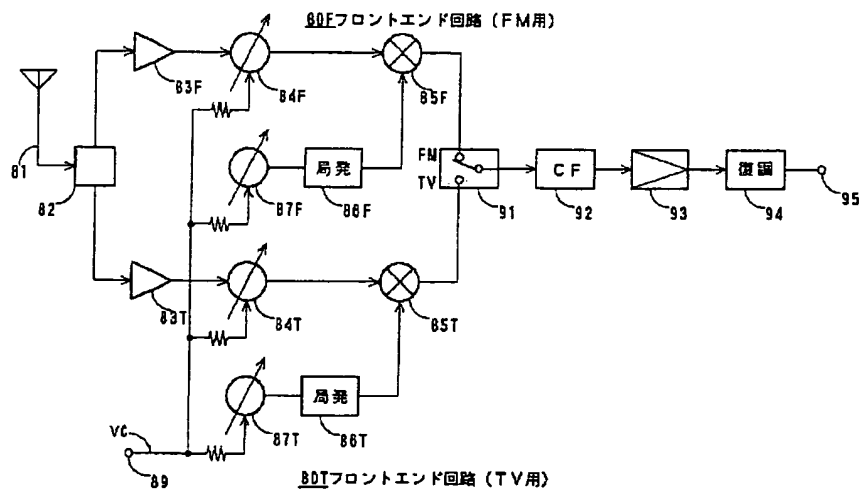 80Fフロントエンド回路(FM用)
83F
84F
85F
81
82
87F
局発
86F
FM
TV
91
CF
92
93
復調
94
95
83T
84T
85T
局発
87T
86T
VC
89
80Tフロントエンド回路(TV用)